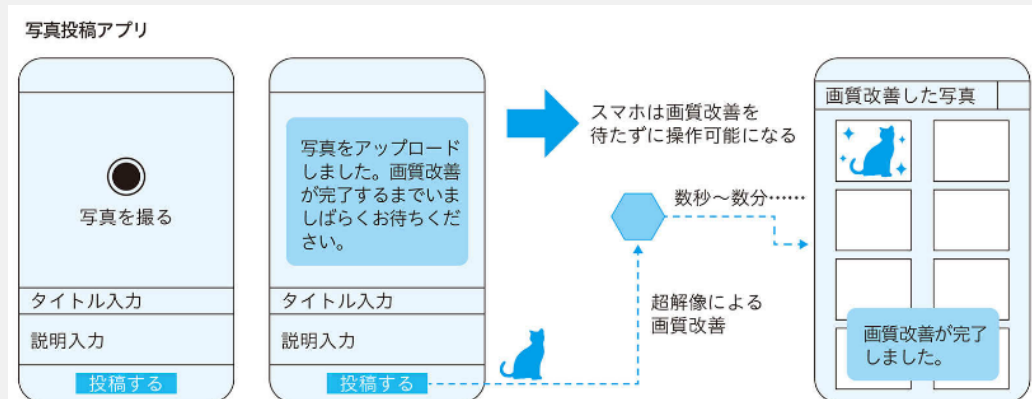 写真投稿アプリ
写真を撮る
タイトル入力
説明入力
投稿する
写真をアップロード
しました。画質改善
が完了するまでいま
しばらくお待ちくだ
さい。
タイトル入力
説明入力
投稿する
スマホは画質改善を
待たずに操作可能になる
数秒～数分……
超解像による
画質改善
画質改善した写真
画質改善が完了
しました。